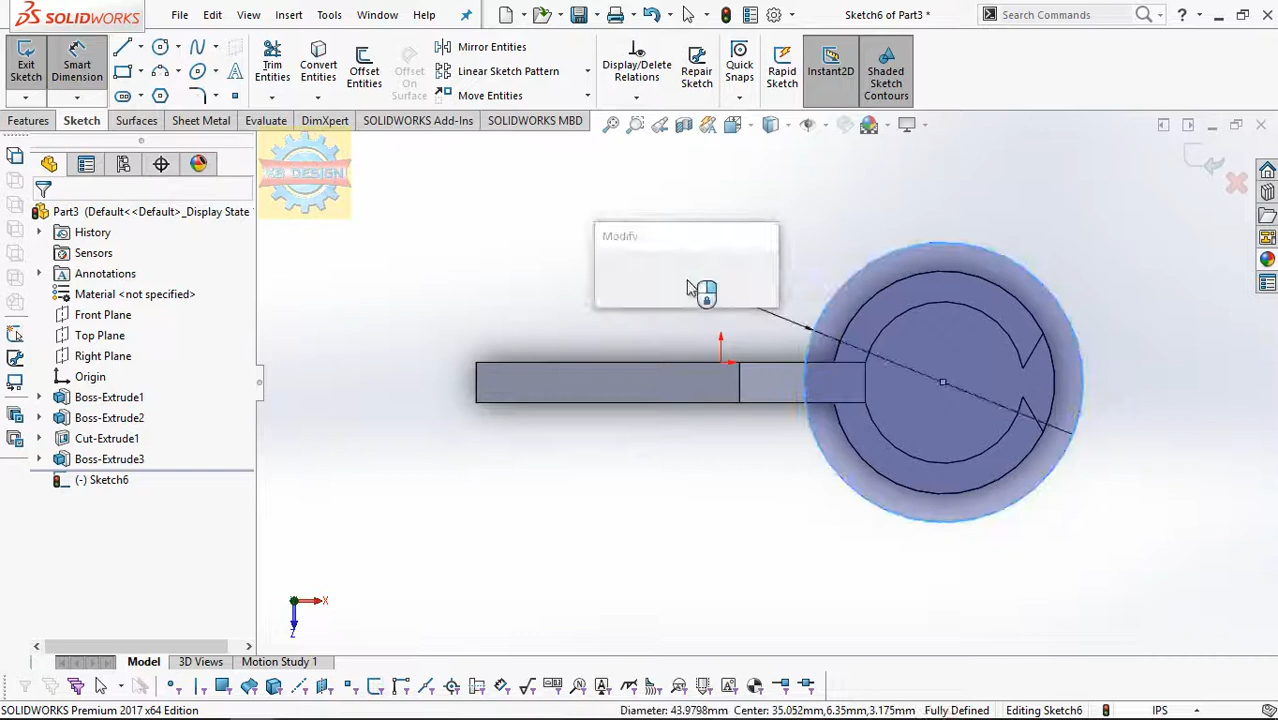 SOLIDWORKS
File Edit View Insert Tools Window Help
Sketch6 of Part3 *
Search Commands
Exit Sketch
Smart Dimension
Trim Entities
Convert Entities
Offset Entities
Offset On Surface
Mirror Entities
Linear Sketch Pattern
Move Entities
Display/Delete Relations
Repair Sketch
Quick Snaps
Rapid Sketch
Instant2D
Shaded Sketch Contours
Features Sketch Surfaces Sheet Metal Evaluate DimXpert SOLIDWORKS Add-Ins SOLIDWORKS MBD
Part3 (Default<<Default>_Display State
History
Sensors
Annotations
Material <not specified>
Front Plane
Top Plane
Right Plane
Origin
Boss-Extrude1
Boss-Extrude2
Cut-Extrude1
Boss-Extrude3
(-) Sketch6
Modify
X
Z
Model 3D Views Motion Study 1
SOLIDWORKS Premium 2017 x64 Edition
Diameter: 43.9798mm Center: 35.052mm,6.35mm,3.175mm Fully Defined Editing Sketch6 IPS